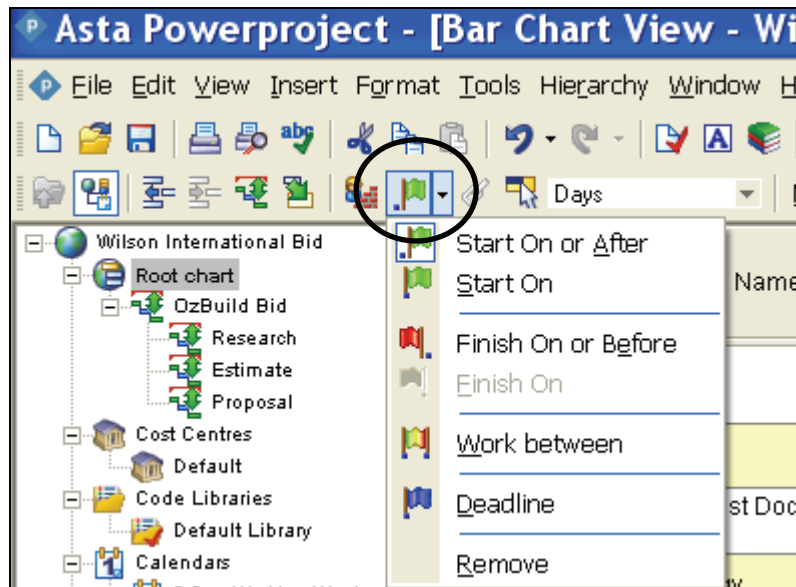 Asta Powerproject - [Bar Chart View - Wi
File Edit View Insert Format Tools Hierarchy Window H
abc
Days
Wilson International Bid
Root chart
OzBuild Bid
Research
Estimate
Proposal
Cost Centres
Default
Code Libraries
Default Library
Calendars
Start On or After
Start On
Finish On or Before
Finish On
Work between
Deadline
Remove
Name
st Doc